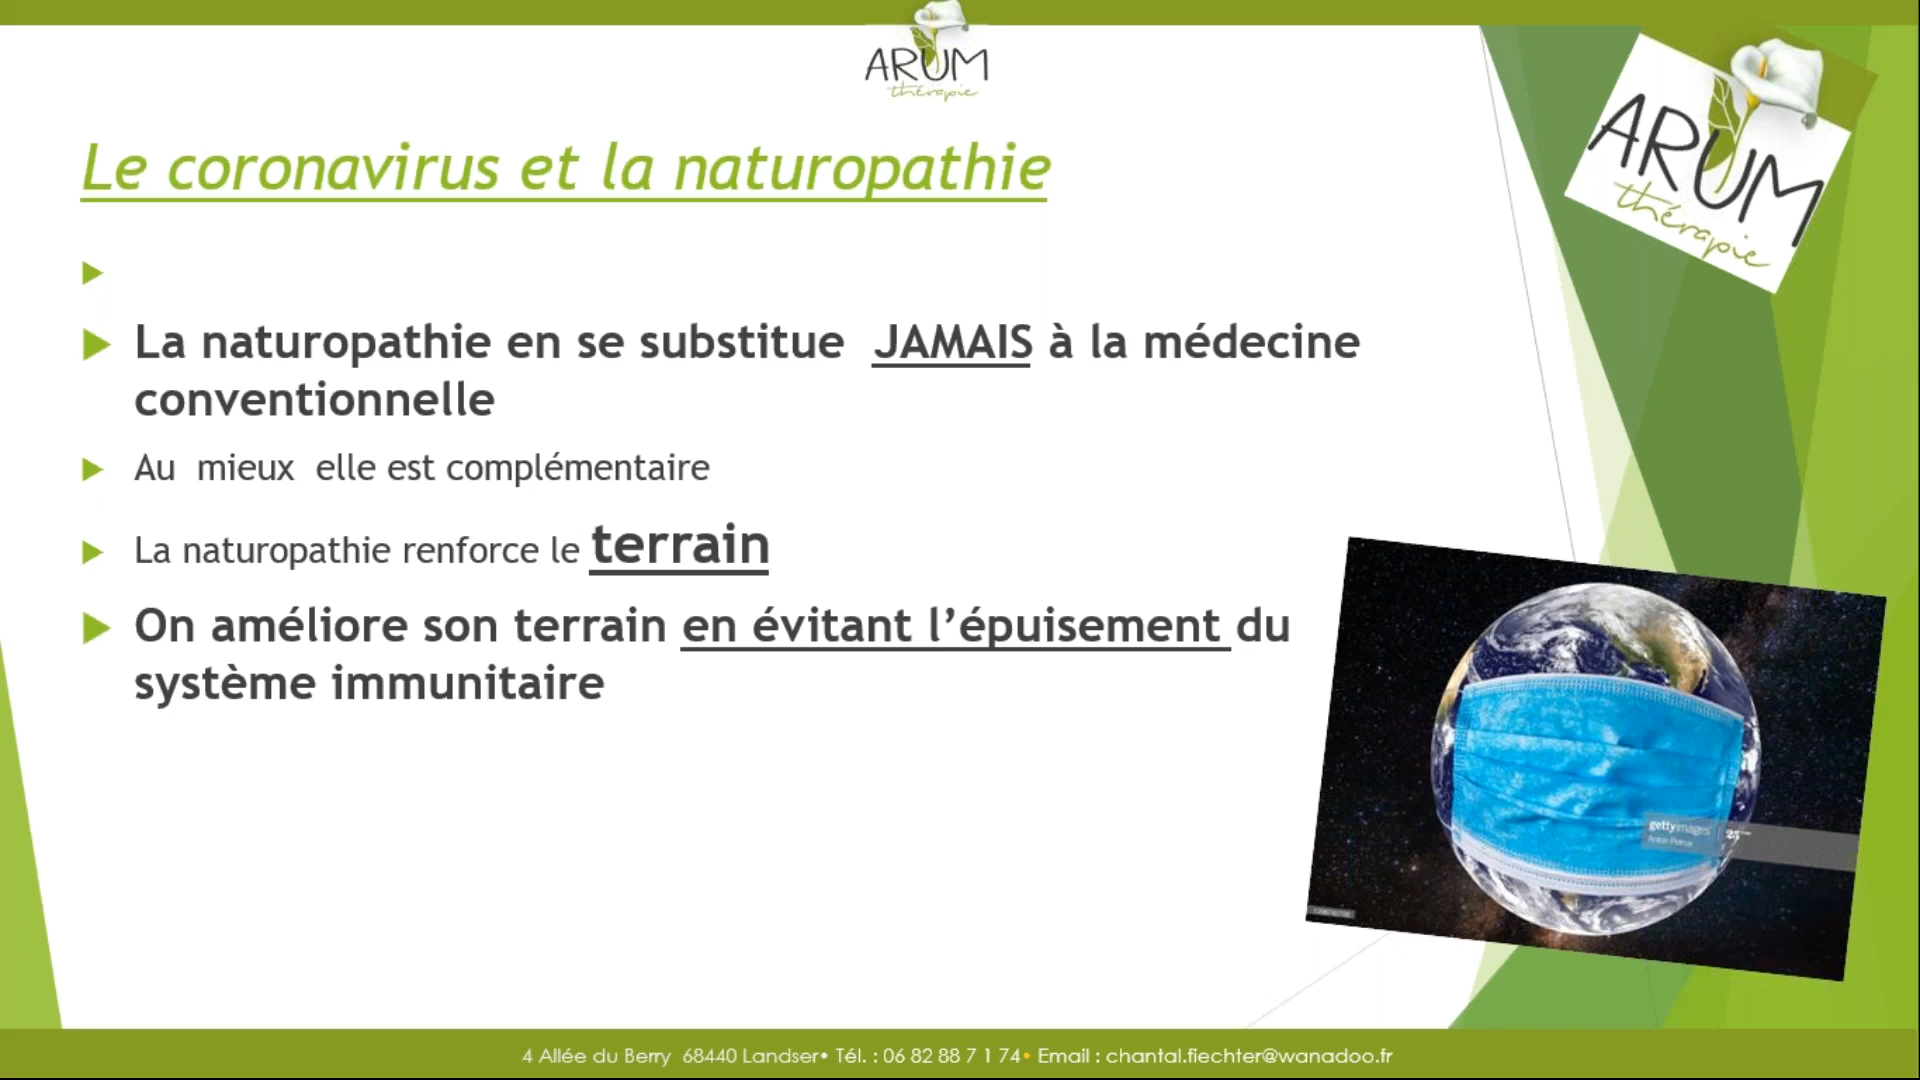 ARUM
thérapie
ARUM
thérapie
Le coronavirus et la naturopathie
La naturopathie en se substitue JAMAIS à la médecine
conventionnelle
Au mieux elle est complémentaire
La naturopathie renforce le terrain
On améliore son terrain en évitant l’épuisement du
système immunitaire
gettyimages
4 Allée du Berry 68440 Landser• Tél. : 06 82 88 7 1 74• Email : chantal.fiechter@wanadoo.fr